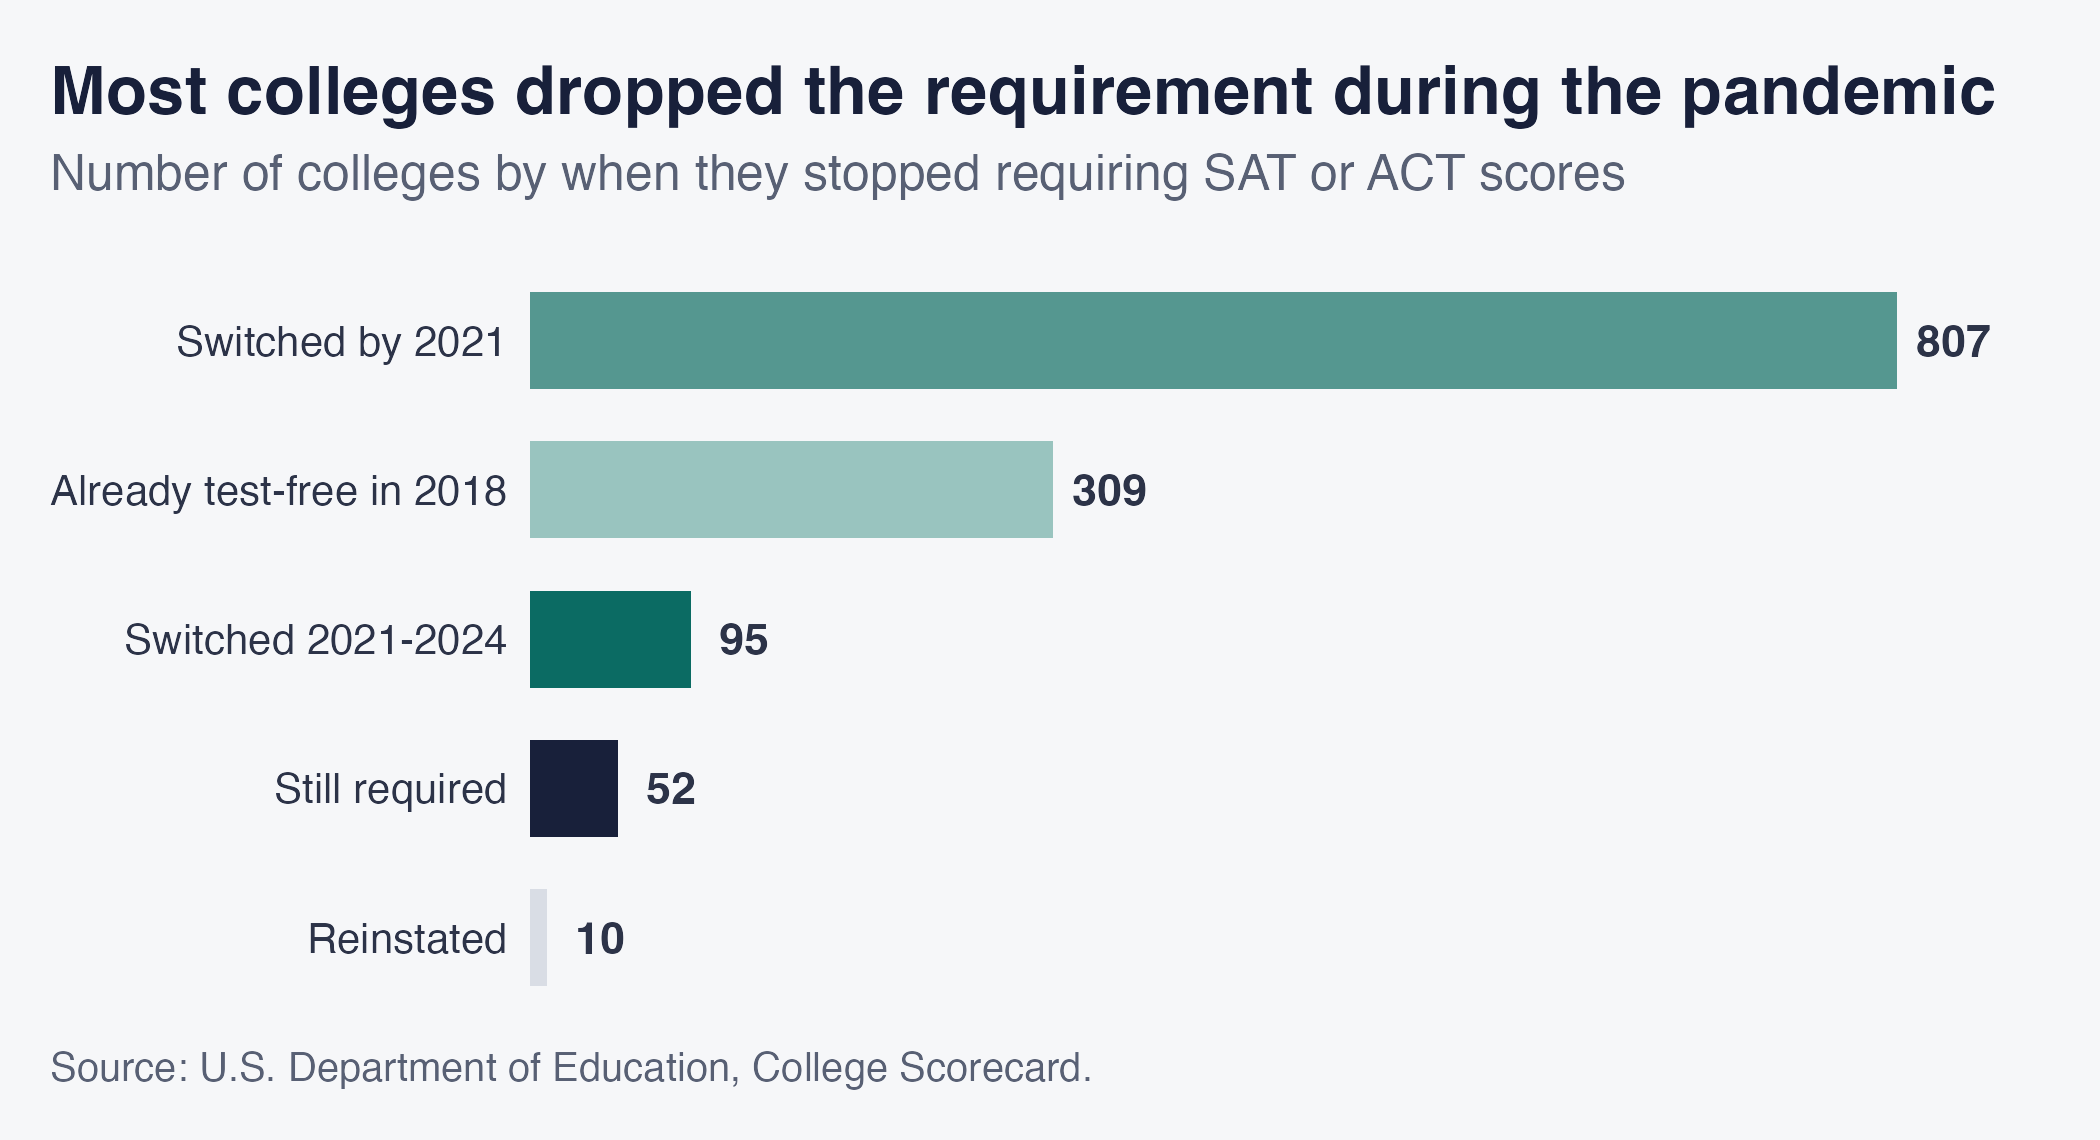 Most colleges dropped the requirement during the pandemic
Number of colleges by when they stopped requiring SAT or ACT scores
Switched by 2021 807
Already test-free in 2018 309
Switched 2021-2024 95
Still required 52
Reinstated 10
Source: U.S. Department of Education, College Scorecard.